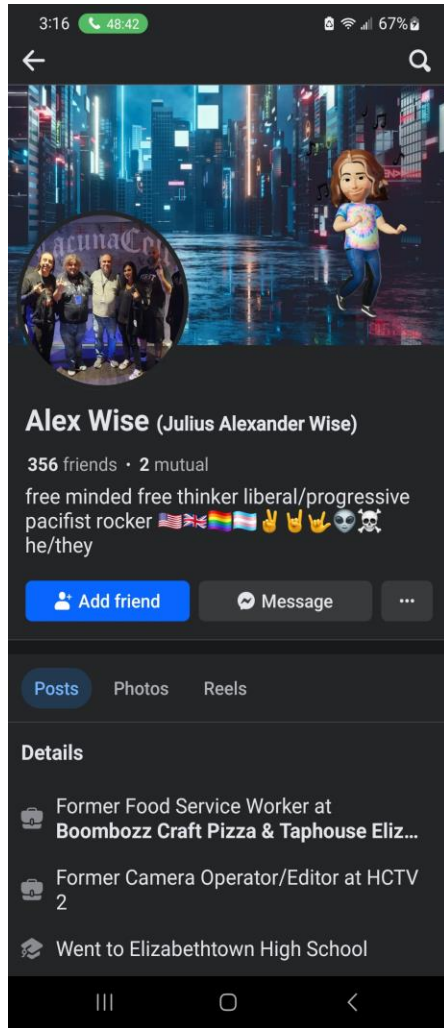 3:16 48:42 67%
LacunaCoi
Alex Wise (Julius Alexander Wise)
356 friends • 2 mutual
free minded free thinker liberal/progressive
pacifist rocker 🇺🇸🇬🇧🏳️‍🌈🏳️‍⚧️✌️🤘🤟👽☠️
he/they
Add friend
Message
Posts Photos Reels
Details
Former Food Service Worker at
Boombozz Craft Pizza & Taphouse Eliz...
Former Camera Operator/Editor at HCTV
2
Went to Elizabethtown High School